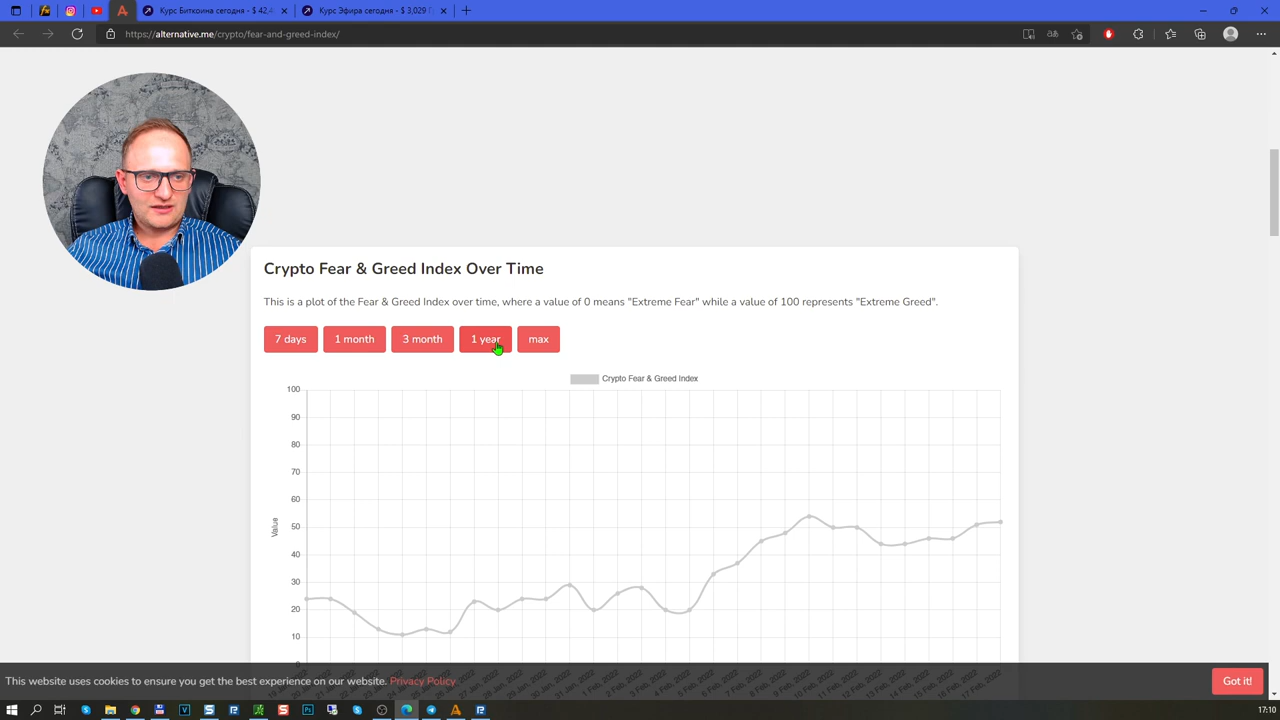 Курс Биткоина сегодня - $ 42,4
Курс Эфира сегодня - $ 3,029
https://alternative.me/crypto/fear-and-greed-index/
Crypto Fear & Greed Index Over Time
This is a plot of the Fear & Greed Index over time, where a value of 0 means "Extreme Fear" while a value of 100 represents "Extreme Greed".
7 days 1 month 3 month 1 year max
Crypto Fear & Greed Index
100
90
80
70
60
50
40
30
20
10
Value
This website uses cookies to ensure you get the best experience on our website. Privacy Policy
Got it!
17:10